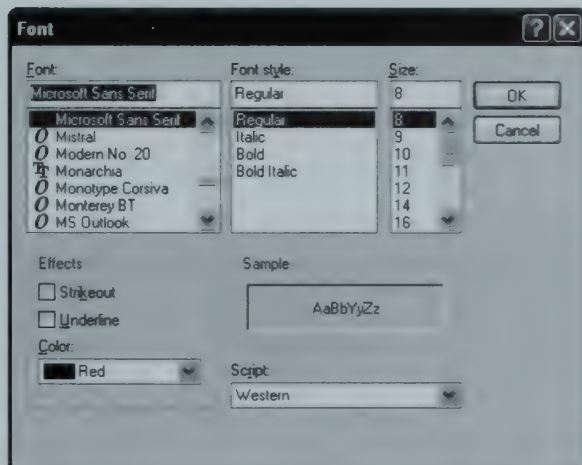 Font
Font: Font style: Size:
Microsoft Sans Serif Regular 8 OK
Microsoft Sans Serif Regular 8 Cancel
Mistral Italic 9
Modern No. 20 Bold 10
Monarchia Bold Italic 11
Monotype Corsiva 12
Monterey BT 14
MS Outlook 16
Effects Sample
Strikeout AaBbYyZz
Underline
Color:
Red Script:
Western